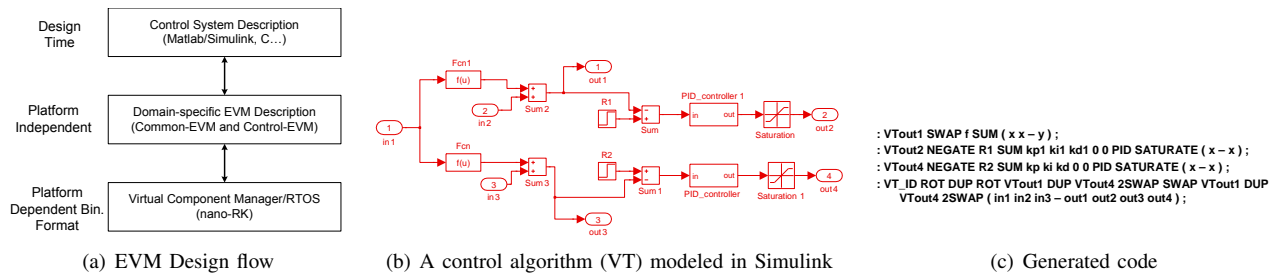 Design
Time
Control System Description
(Matlab/Simulink, C…)
Platform
Independent
Domain-specific EVM Description
(Common-EVM and Control-EVM)
Platform
Dependent Bin.
Format
Virtual Component Manager/RTOS
(nano-RK)
(a) EVM Design flow
1
in1
Fcn1
f(u)
2
in2
+
+
Sum 2
1
out1
R1
−
+
Sum
PID_controller 1
in
out
Saturation
2
out2
Fcn
f(u)
3
in3
+
+
Sum 3
3
out3
R2
+
−
Sum 1
in
out
PID_controller
Saturation 1
4
out4
(b) A control algorithm (VT) modeled in Simulink
: VTout1 SWAP f SUM ( x x – y ) ;
: VTout2 NEGATE R1 SUM kp1 ki1 kd1 0 0 PID SATURATE ( x – x ) ;
: VTout4 NEGATE R2 SUM kp ki kd 0 0 PID SATURATE ( x – x ) ;
: VT_ID ROT DUP ROT VTout1 DUP VTout4 2SWAP SWAP VTout1 DUP
VTout4 2SWAP ( in1 in2 in3 – out1 out2 out3 out4 ) ;
(c) Generated code